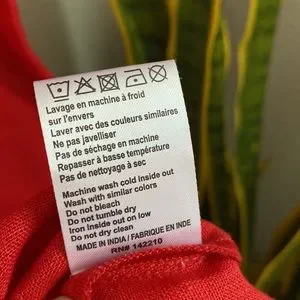 Lavage en machine à froid
sur l'envers
Laver avec des couleurs similaires
Ne pas javelliser
Pas de séchage en machine
Repasser à basse température
Pas de nettoyage à sec
Machine wash cold inside out
Wash with similar colors
Do not bleach
Do not tumble dry
Iron inside out on low
Do not dry clean
MADE IN INDIA / FABRIQUE EN INDE
RN# 142210